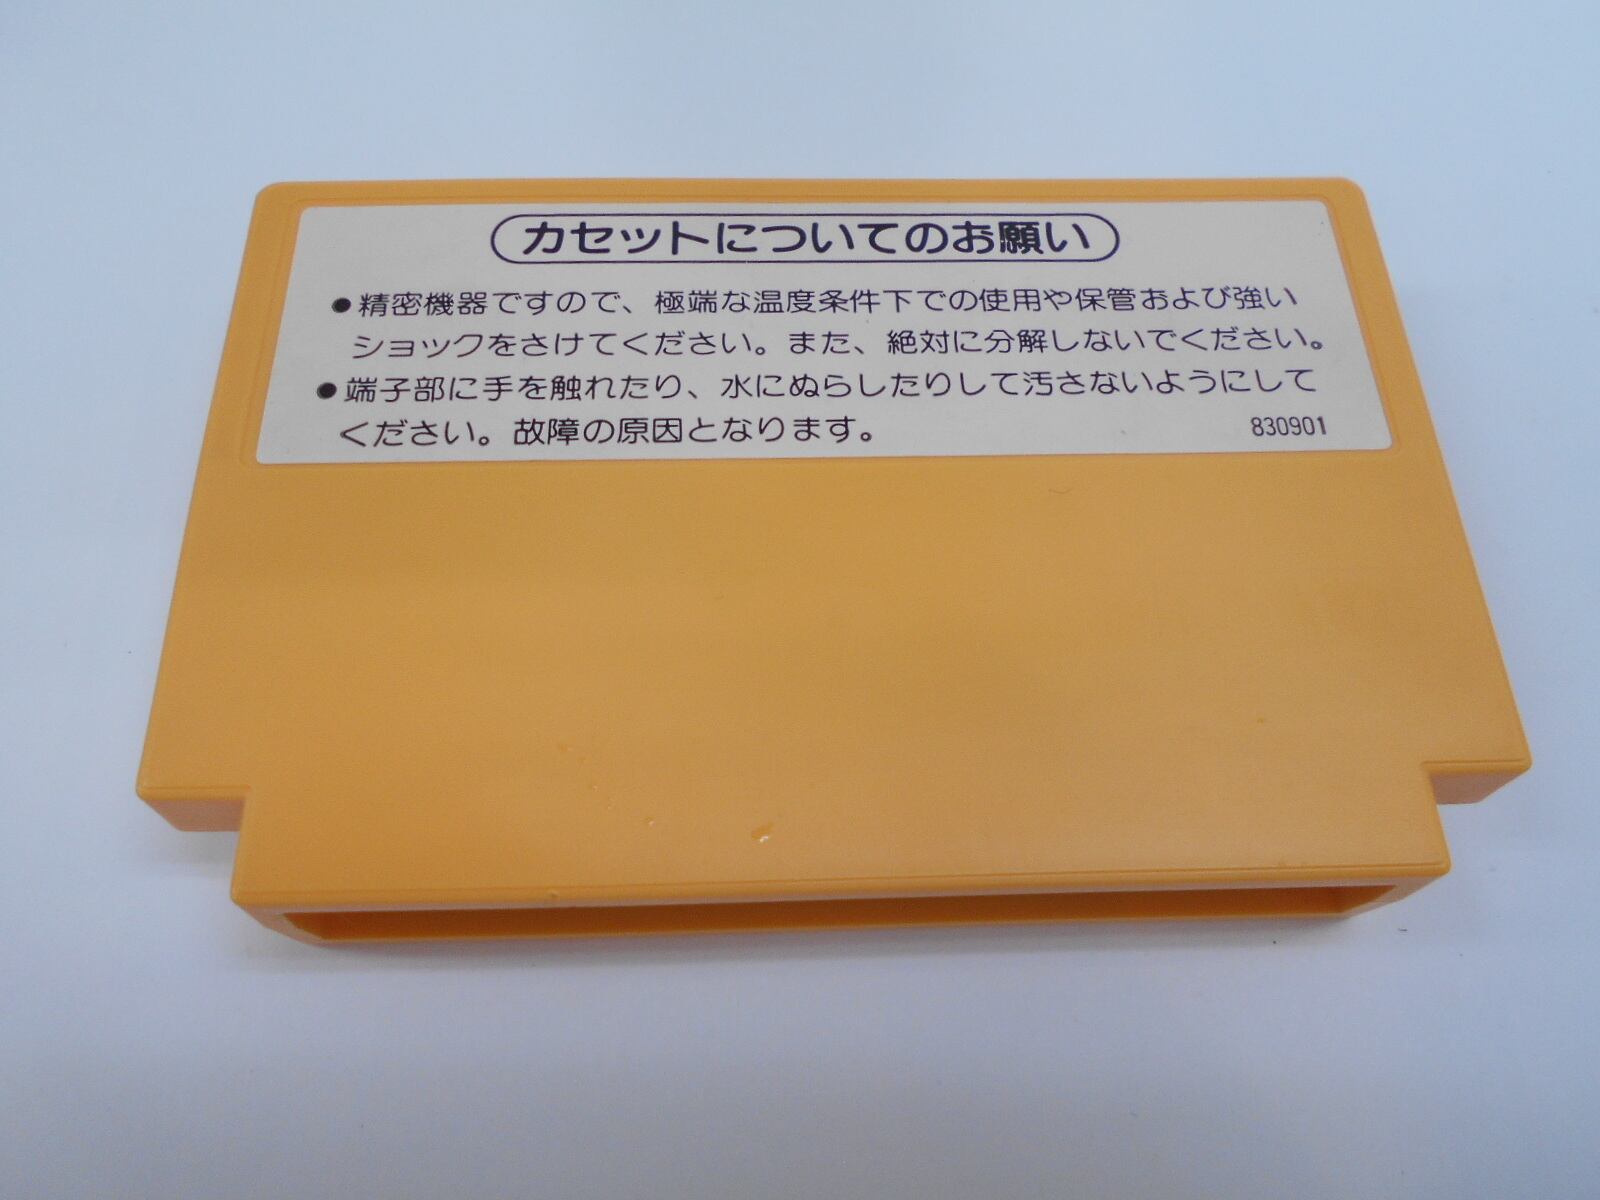 カセットについてのお願い
●精密機器ですので、極端な温度条件下での使用や保管および強い
ショックをさけてください。また、絶対に分解しないでください。
●端子部に手を触れたり、水にぬらしたりして汚さないようにして
ください。故障の原因となります。 830901